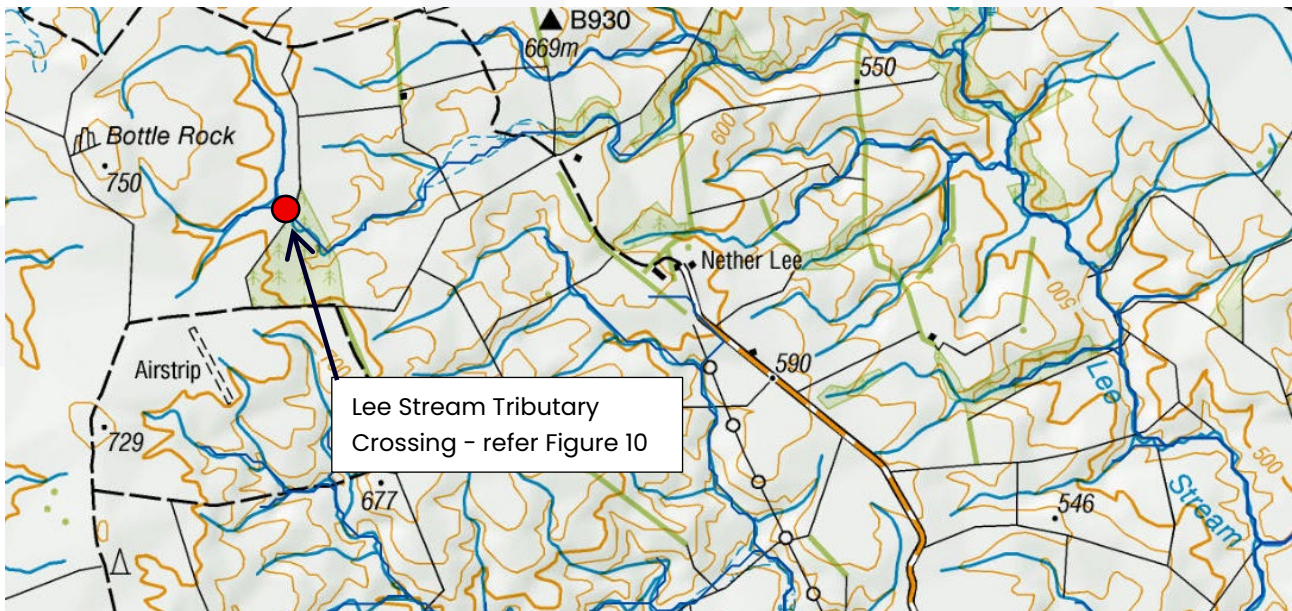 B930
669m
550
Bottle Rock
750
600
Nether Lee
500
Airstrip
590
Lee
Stream
Lee Stream Tributary
Crossing - refer Figure 10
729
677
546
500